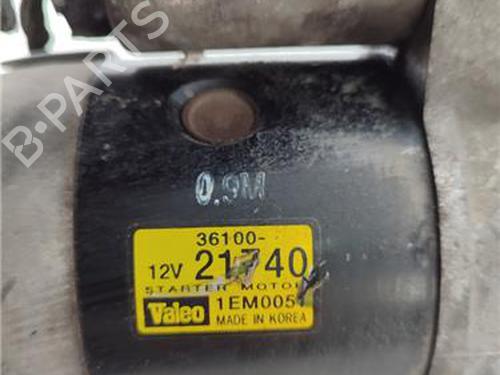 B-PARTS
0.9M
36100-
12V 21740
STARTER MOTOR
Valeo 1EM005
MADE IN KOREA